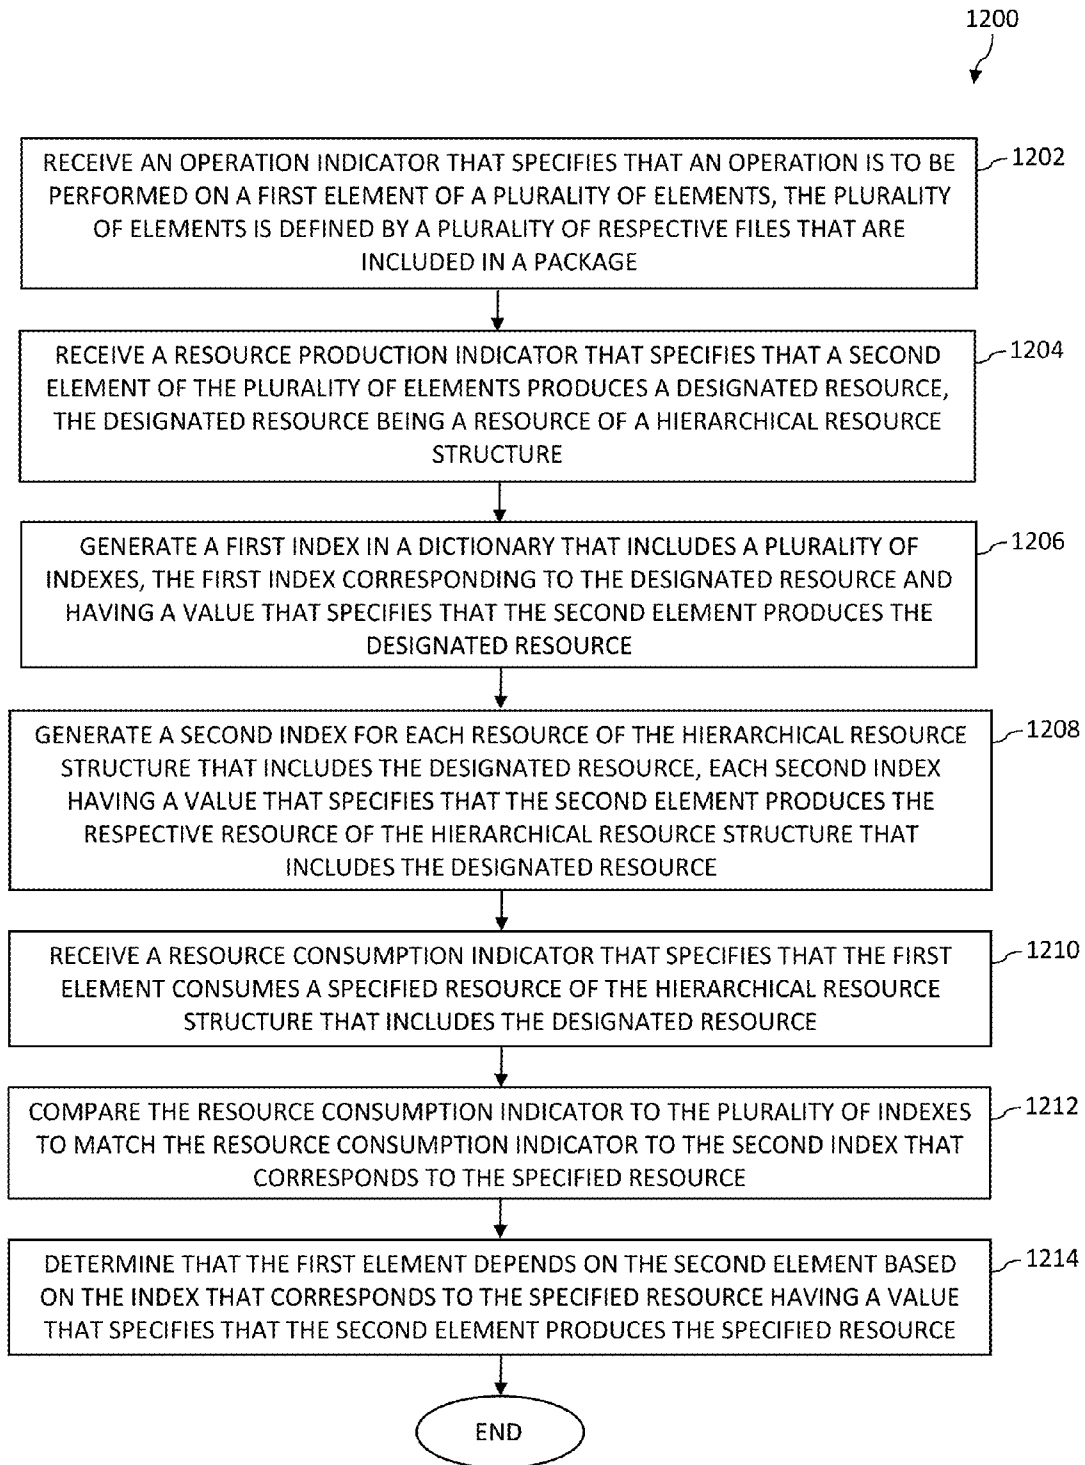 1200
RECEIVE AN OPERATION INDICATOR THAT SPECIFIES THAT AN OPERATION IS TO BE
PERFORMED ON A FIRST ELEMENT OF A PLURALITY OF ELEMENTS, THE PLURALITY
OF ELEMENTS IS DEFINED BY A PLURALITY OF RESPECTIVE FILES THAT ARE
INCLUDED IN A PACKAGE
1202
RECEIVE A RESOURCE PRODUCTION INDICATOR THAT SPECIFIES THAT A SECOND
ELEMENT OF THE PLURALITY OF ELEMENTS PRODUCES A DESIGNATED RESOURCE,
THE DESIGNATED RESOURCE BEING A RESOURCE OF A HIERARCHICAL RESOURCE
STRUCTURE
1204
GENERATE A FIRST INDEX IN A DICTIONARY THAT INCLUDES A PLURALITY OF
INDEXES, THE FIRST INDEX CORRESPONDING TO THE DESIGNATED RESOURCE AND
HAVING A VALUE THAT SPECIFIES THAT THE SECOND ELEMENT PRODUCES THE
DESIGNATED RESOURCE
1206
GENERATE A SECOND INDEX FOR EACH RESOURCE OF THE HIERARCHICAL RESOURCE
STRUCTURE THAT INCLUDES THE DESIGNATED RESOURCE, EACH SECOND INDEX
HAVING A VALUE THAT SPECIFIES THAT THE SECOND ELEMENT PRODUCES THE
RESPECTIVE RESOURCE OF THE HIERARCHICAL RESOURCE STRUCTURE THAT
INCLUDES THE DESIGNATED RESOURCE
1208
RECEIVE A RESOURCE CONSUMPTION INDICATOR THAT SPECIFIES THAT THE FIRST
ELEMENT CONSUMES A SPECIFIED RESOURCE OF THE HIERARCHICAL RESOURCE
STRUCTURE THAT INCLUDES THE DESIGNATED RESOURCE
1210
COMPARE THE RESOURCE CONSUMPTION INDICATOR TO THE PLURALITY OF INDEXES
TO MATCH THE RESOURCE CONSUMPTION INDICATOR TO THE SECOND INDEX THAT
CORRESPONDS TO THE SPECIFIED RESOURCE
1212
DETERMINE THAT THE FIRST ELEMENT DEPENDS ON THE SECOND ELEMENT BASED
ON THE INDEX THAT CORRESPONDS TO THE SPECIFIED RESOURCE HAVING A VALUE
THAT SPECIFIES THAT THE SECOND ELEMENT PRODUCES THE SPECIFIED RESOURCE
1214
END